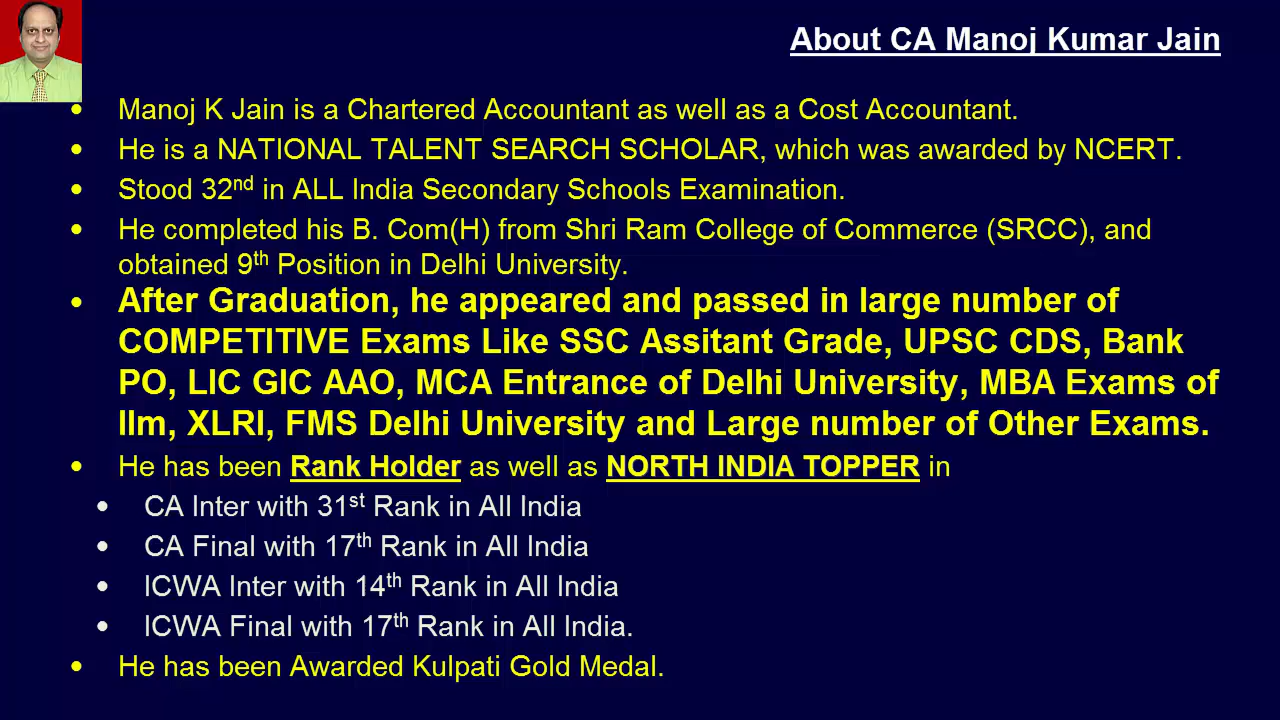 About CA Manoj Kumar Jain
• Manoj K Jain is a Chartered Accountant as well as a Cost Accountant.
• He is a NATIONAL TALENT SEARCH SCHOLAR, which was awarded by NCERT.
• Stood 32nd in ALL India Secondary Schools Examination.
• He completed his B. Com(H) from Shri Ram College of Commerce (SRCC), and
obtained 9th Position in Delhi University.
• After Graduation, he appeared and passed in large number of
COMPETITIVE Exams Like SSC Assitant Grade, UPSC CDS, Bank
PO, LIC GIC AAO, MCA Entrance of Delhi University, MBA Exams of
IIm, XLRI, FMS Delhi University and Large number of Other Exams.
• He has been Rank Holder as well as NORTH INDIA TOPPER in
• CA Inter with 31st Rank in All India
• CA Final with 17th Rank in All India
• ICWA Inter with 14th Rank in All India
• ICWA Final with 17th Rank in All India.
• He has been Awarded Kulpati Gold Medal.